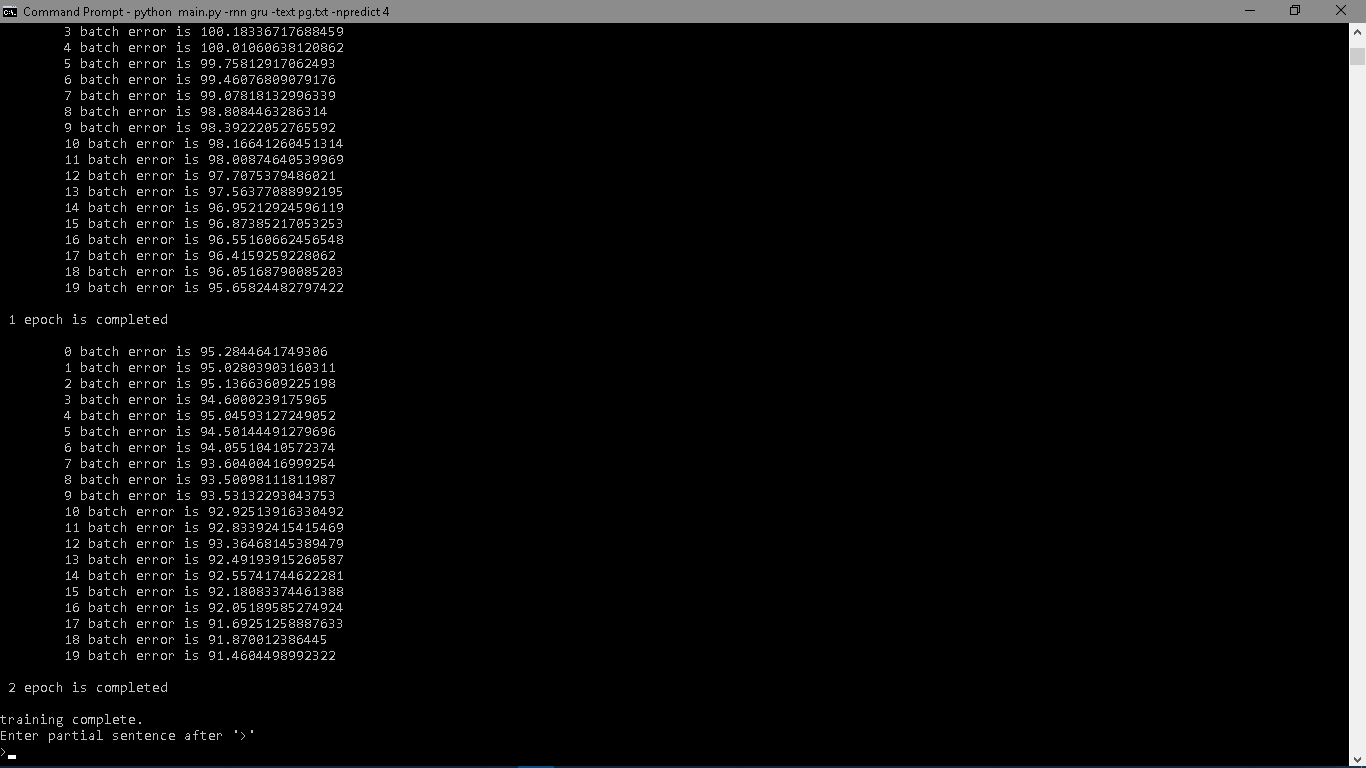 Command Prompt - python  main.py -rnn gru -text pg.txt -npredict 4
3 batch error is 100.18336717688459
4 batch error is 100.01060638120862
5 batch error is 99.75812917062493
6 batch error is 99.46076809079176
7 batch error is 99.07818132996339
8 batch error is 98.8084463286314
9 batch error is 98.39222052765592
10 batch error is 98.16641260451314
11 batch error is 98.00874640539969
12 batch error is 97.7075379486021
13 batch error is 97.56377088992195
14 batch error is 96.95212924596119
15 batch error is 96.87385217053253
16 batch error is 96.55160662456548
17 batch error is 96.4159259228062
18 batch error is 96.05168790085203
19 batch error is 95.65824482797422
1 epoch is completed
0 batch error is 95.2844641749306
1 batch error is 95.02803903160311
2 batch error is 95.13663609225198
3 batch error is 94.6000239175965
4 batch error is 95.04593127249052
5 batch error is 94.50144491279696
6 batch error is 94.05510410572374
7 batch error is 93.60400416999254
8 batch error is 93.50098111811987
9 batch error is 93.53132293043753
10 batch error is 92.92513916330492
11 batch error is 92.83392415415469
12 batch error is 93.36468145389479
13 batch error is 92.49193915260587
14 batch error is 92.55741744622281
15 batch error is 92.18083374461388
16 batch error is 92.05189585274924
17 batch error is 91.69251258887633
18 batch error is 91.870012386445
19 batch error is 91.4604498992322
2 epoch is completed
training complete.
Enter partial sentence after '>'
>